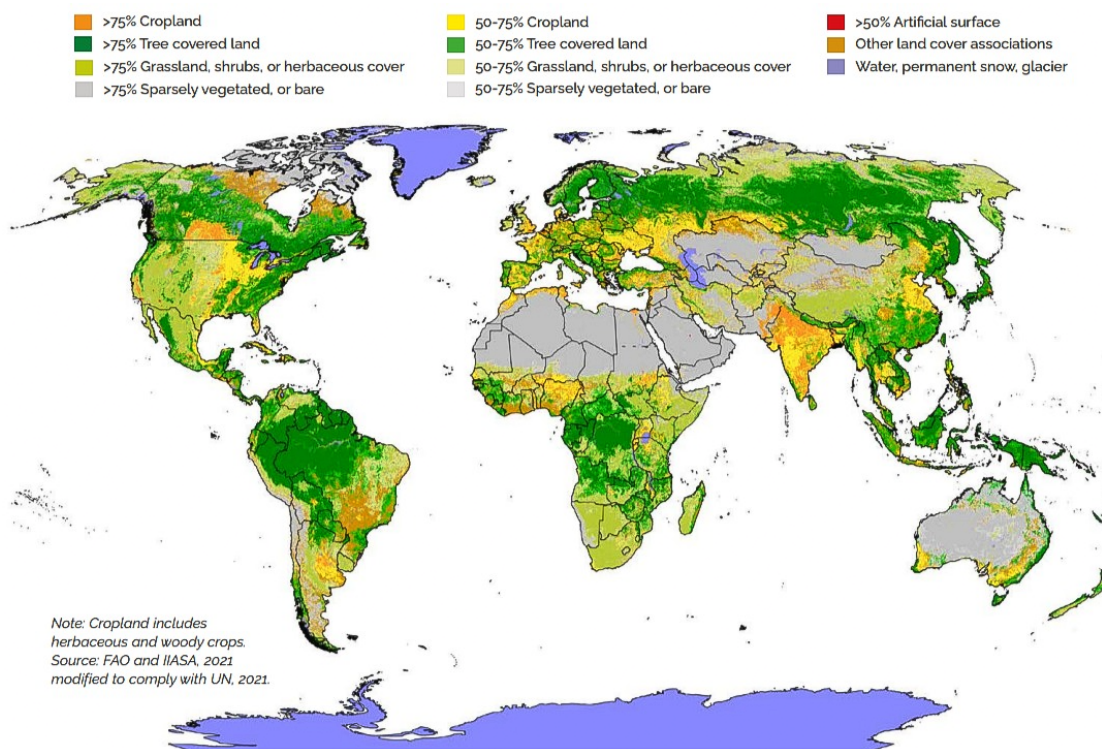 >75% Cropland
>75% Tree covered land
>75% Grassland, shrubs, or herbaceous cover
>75% Sparsely vegetated, or bare
50-75% Cropland
50-75% Tree covered land
50-75% Grassland, shrubs, or herbaceous cover
50-75% Sparsely vegetated, or bare
>50% Artificial surface
Other land cover associations
Water, permanent snow, glacier
Note: Cropland includes
herbaceous and woody crops.
Source: FAO and IIASA, 2021
modified to comply with UN, 2021.